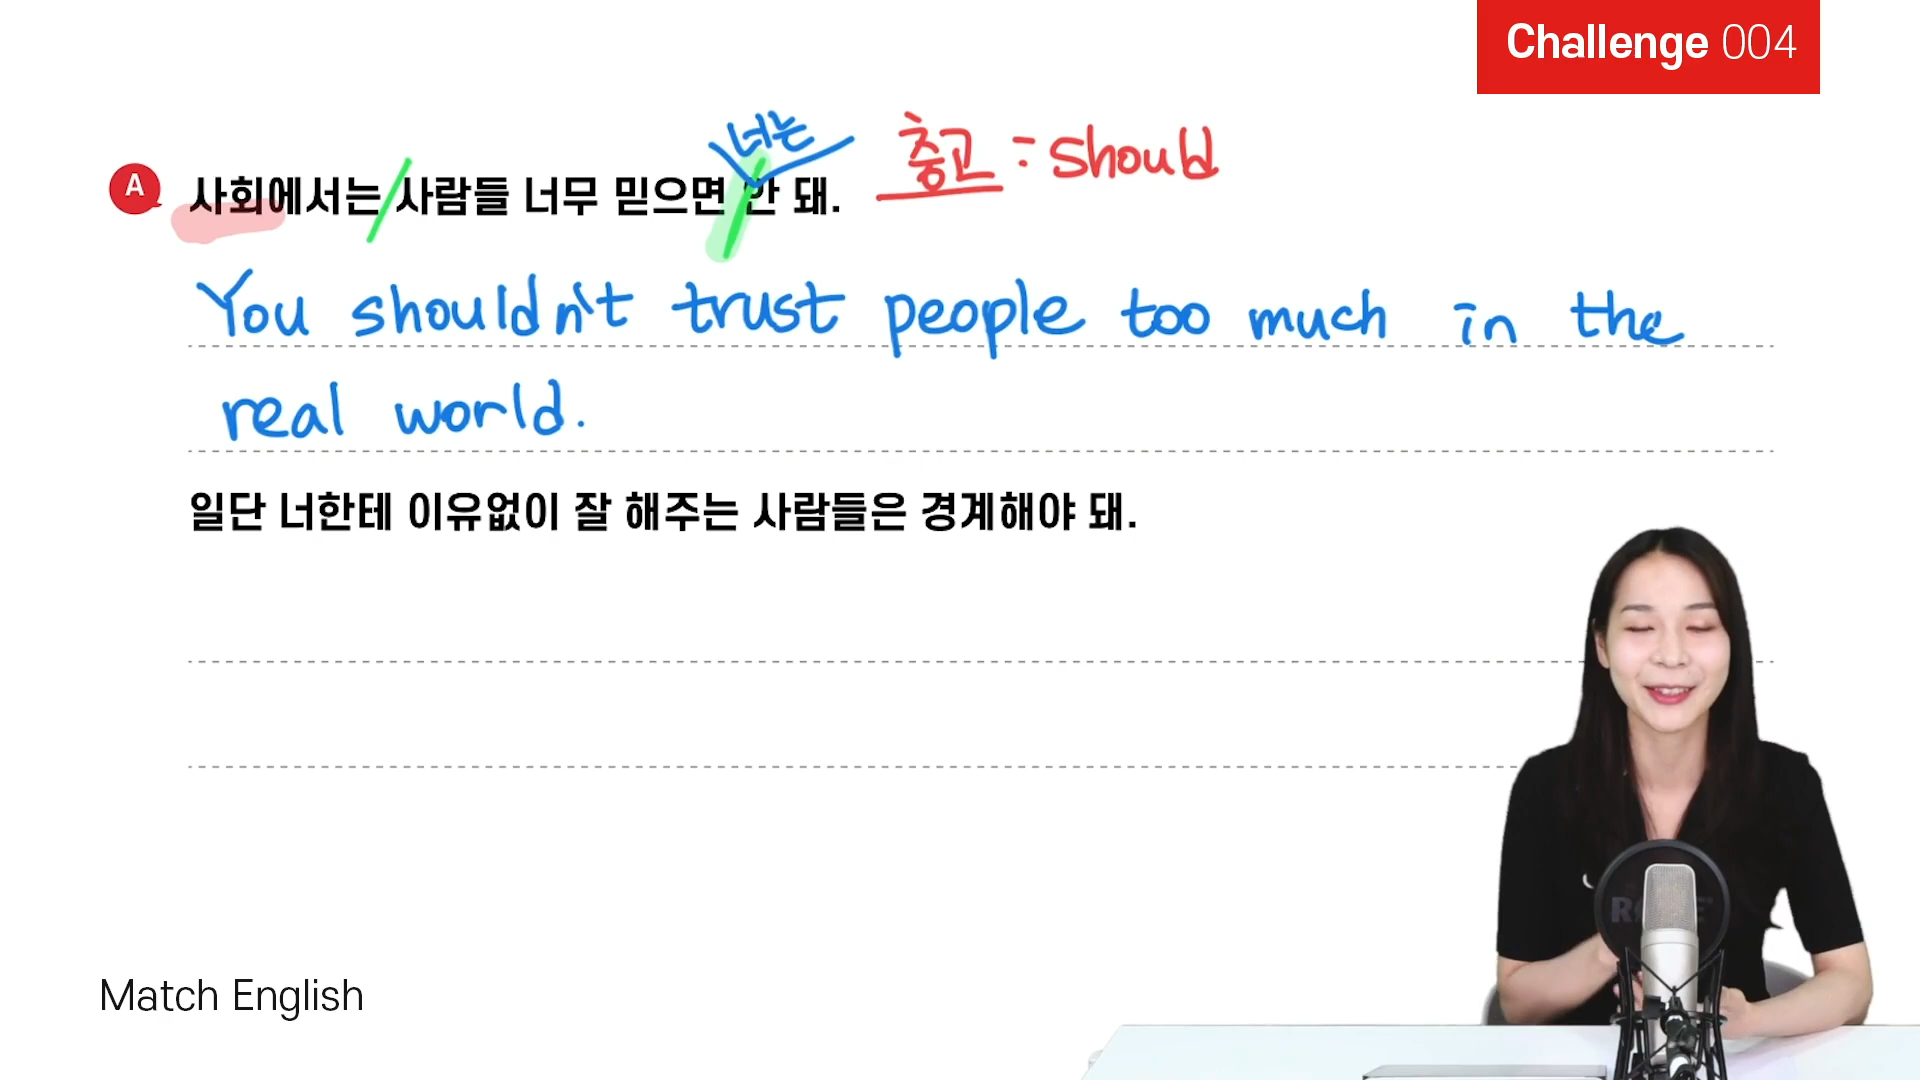 Challenge 004
너는
충고 : should
A 사회에서는 사람들 너무 믿으면 안 돼.
You shouldn't trust people too much in the
real world.
일단 너한테 이유없이 잘 해주는 사람들은 경계해야 돼.
Match English